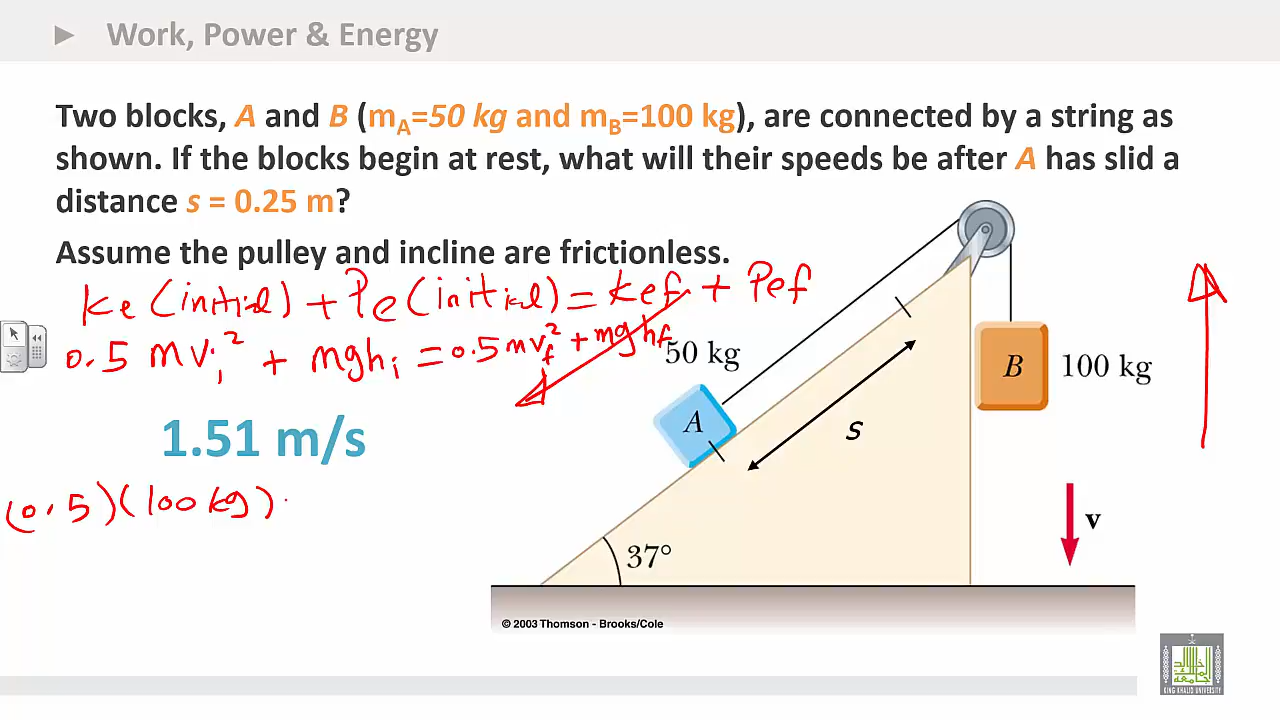 Work, Power & Energy
Two blocks, A and B (mA=50 kg and mB=100 kg), are connected by a string as
shown. If the blocks begin at rest, what will their speeds be after A has slid a
distance s = 0.25 m?
Assume the pulley and incline are frictionless.
Ke (initial) + Pe (initial) = Kef + Pef
0.5 mvi² + mghi = 0.5 mvf² + mghf
1.51 m/s
(0.5)(100 kg)
50 kg
A
B
100 kg
s
v
37°
© 2003 Thomson - Brooks/Cole
KING KHALID UNIVERSITY